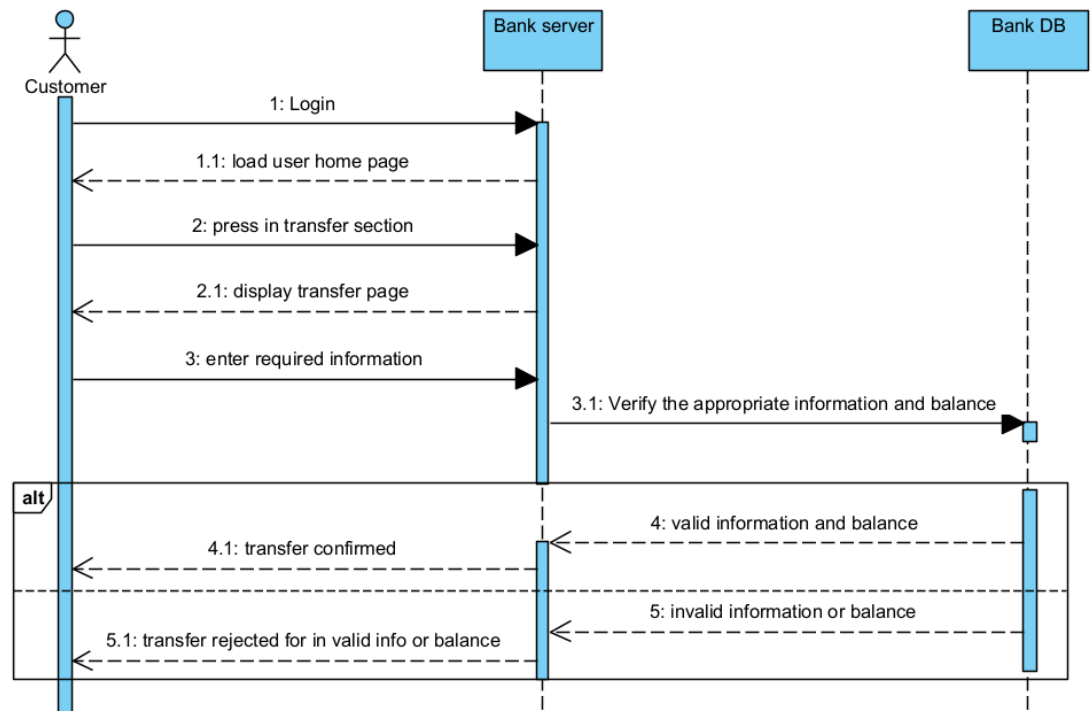 Customer
Bank server
Bank DB
1: Login
1.1: load user home page
2: press in transfer section
2.1: display transfer page
3: enter required information
3.1: Verify the appropriate information and balance
alt
4: valid information and balance
4.1: transfer confirmed
5: invalid information or balance
5.1: transfer rejected for in valid info or balance